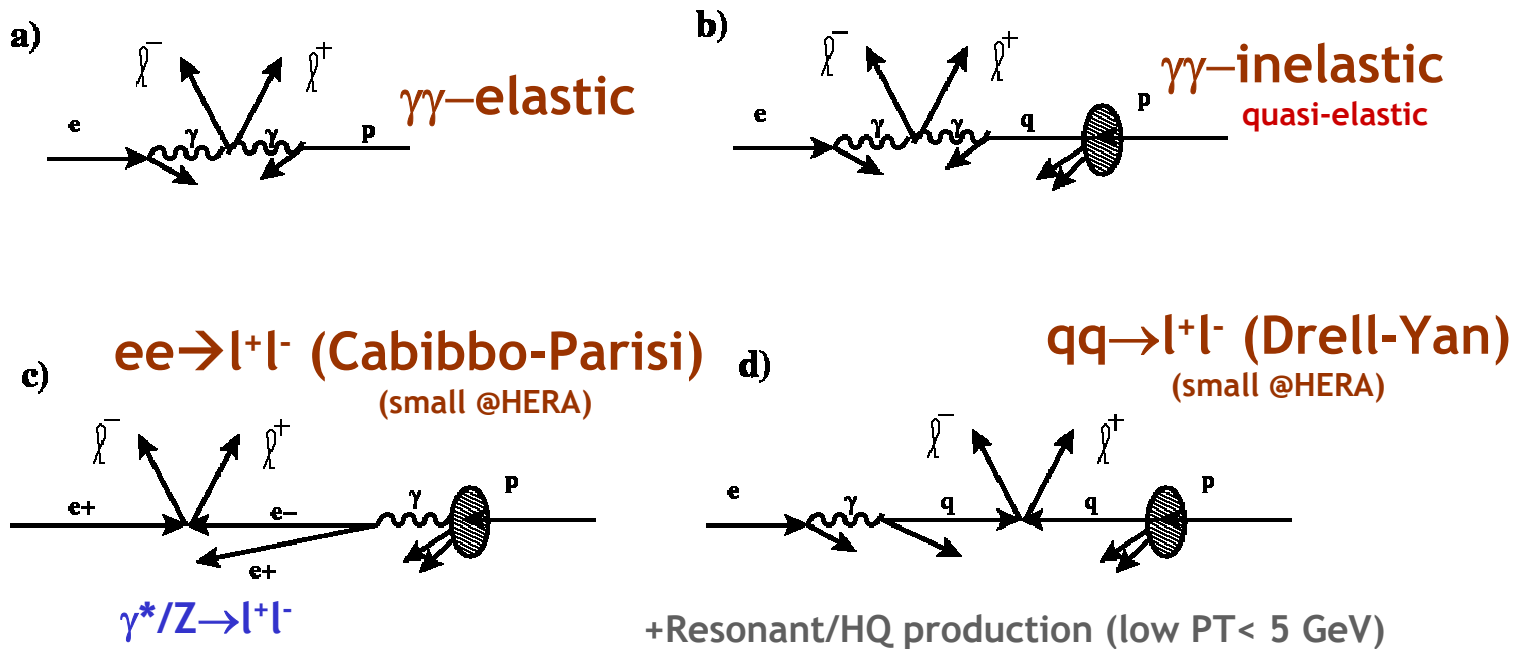 a)
ℓ⁻ ℓ⁺
γγ–elastic
e γ γ p
b)
ℓ⁻ ℓ⁺
γγ–inelastic
quasi-elastic
e γ γ q p
c)
ee→l⁺l⁻ (Cabibbo-Parisi)
(small @HERA)
ℓ⁻ ℓ⁺
e+ e− γ p
e+
γ*/Z→l⁺l⁻
d)
qq→l⁺l⁻ (Drell-Yan)
(small @HERA)
ℓ⁻ ℓ⁺
e γ q q p
+Resonant/HQ production (low PT< 5 GeV)